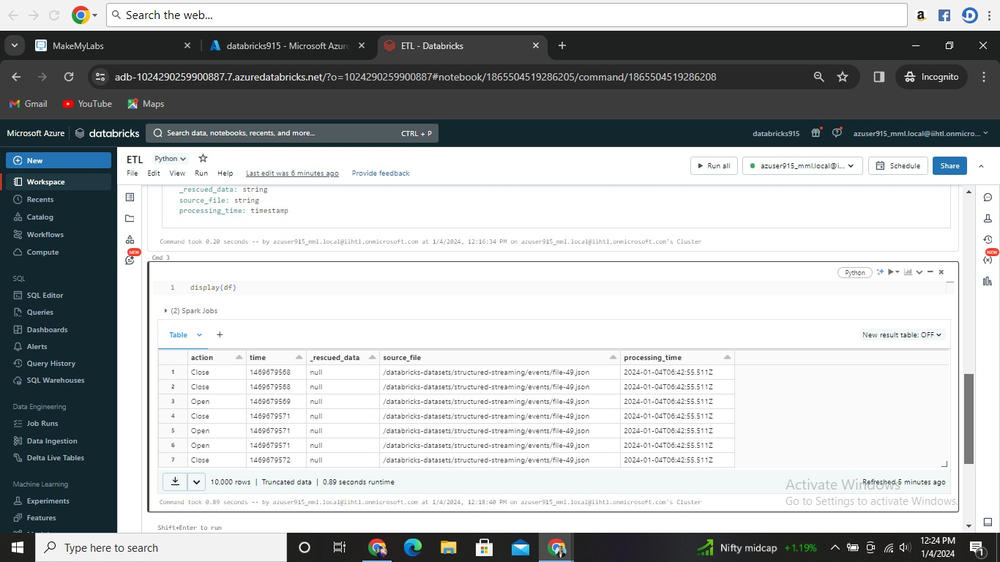 Search the web...
MakeMyLabs
databricks915 - Microsoft Azure
ETL - Databricks
adb-1024290259900887.7.azuredatabricks.net/?o=1024290259900887#notebook/1865504519286205/command/1865504519286208
Incognito
Gmail YouTube Maps
Microsoft Azure databricks
Search data, notebooks, recents, and more... CTRL + P
databricks915
azuser915_mml.local@iihtl.onmicro...
New
Workspace
Recents
Catalog
Workflows
Compute
SQL
SQL Editor
Queries
Dashboards
Alerts
Query History
SQL Warehouses
Data Engineering
Job Runs
Data Ingestion
Delta Live Tables
Machine Learning
Experiments
Features
ETL Python
File Edit View Run Help Last edit was 6 minutes ago Provide feedback
Run all
azuser915_mml.local@i...
Schedule
Share
NEW
NEW
_rescued_data: string
source_file: string
processing_time: timestamp
Command took 0.20 seconds -- by azuser915_mml.local@iihtl.onmicrosoft.com at 1/4/2024, 12:16:34 PM on azuser915_mml.local@iihtl.onmicrosoft.com's Cluster
Cmd 3
Python
1 display(df)
(2) Spark Jobs
Table +
New result table: OFF
action time _rescued_data source_file processing_time
1 Close 1469679568 null /databricks-datasets/structured-streaming/events/file-49.json 2024-01-04T06:42:55.511Z
2 Close 1469679568 null /databricks-datasets/structured-streaming/events/file-49.json 2024-01-04T06:42:55.511Z
3 Open 1469679569 null /databricks-datasets/structured-streaming/events/file-49.json 2024-01-04T06:42:55.511Z
4 Close 1469679571 null /databricks-datasets/structured-streaming/events/file-49.json 2024-01-04T06:42:55.511Z
5 Open 1469679571 null /databricks-datasets/structured-streaming/events/file-49.json 2024-01-04T06:42:55.511Z
6 Open 1469679571 null /databricks-datasets/structured-streaming/events/file-49.json 2024-01-04T06:42:55.511Z
7 Close 1469679572 null /databricks-datasets/structured-streaming/events/file-49.json 2024-01-04T06:42:55.511Z
10,000 rows | Truncated data | 0.89 seconds runtime
Refreshed 5 minutes ago
Command took 0.89 seconds -- by azuser915_mml.local@iihtl.onmicrosoft.com at 1/4/2024, 12:18:40 PM on azuser915_mml.local@iihtl.onmicrosoft.com's Cluster
Activate Windows
Go to Settings to activate Windows.
Shift+Enter to run
Type here to search
Nifty midcap +1.19%
12:24 PM
1/4/2024
1